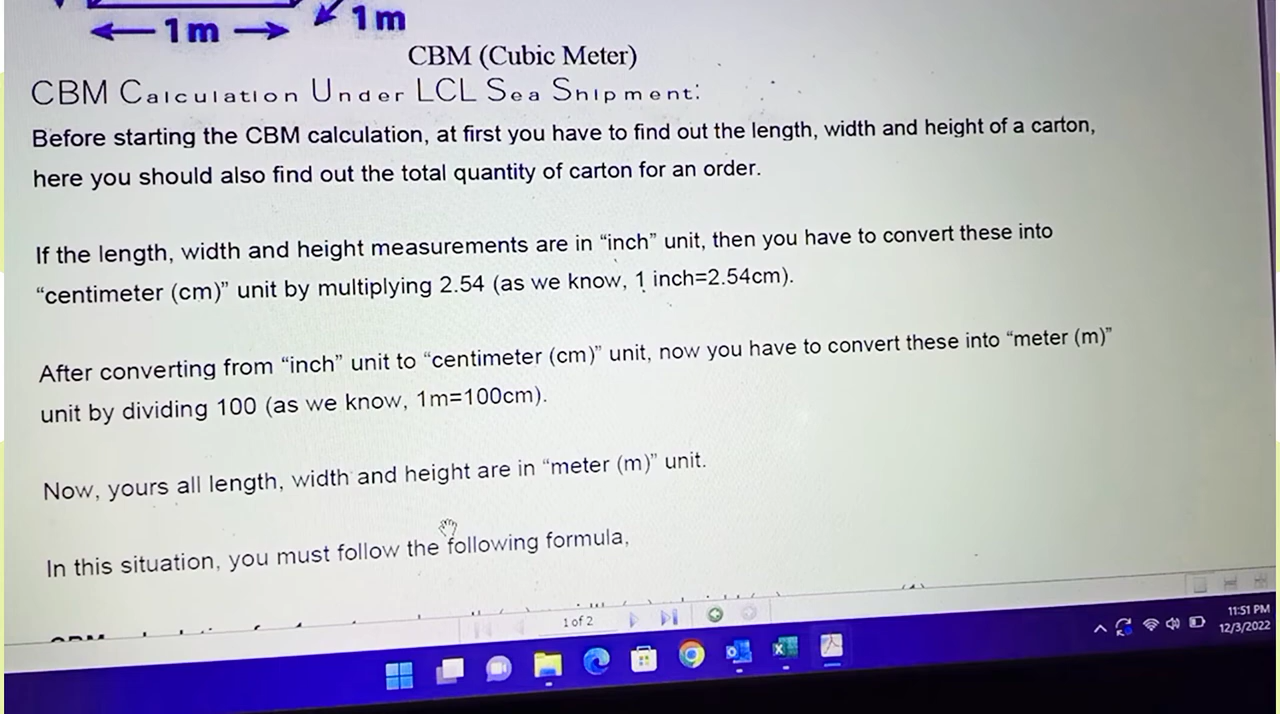 1m
1m
CBM (Cubic Meter)
CBM Calculation Under LCL Sea Shipment:
Before starting the CBM calculation, at first you have to find out the length, width and height of a carton,
here you should also find out the total quantity of carton for an order.
If the length, width and height measurements are in “inch” unit, then you have to convert these into
“centimeter (cm)” unit by multiplying 2.54 (as we know, 1 inch=2.54cm).
After converting from “inch” unit to “centimeter (cm)” unit, now you have to convert these into “meter (m)”
unit by dividing 100 (as we know, 1m=100cm).
Now, yours all length, width and height are in “meter (m)” unit.
In this situation, you must follow the following formula,
1 of 2
11:51 PM
12/3/2022